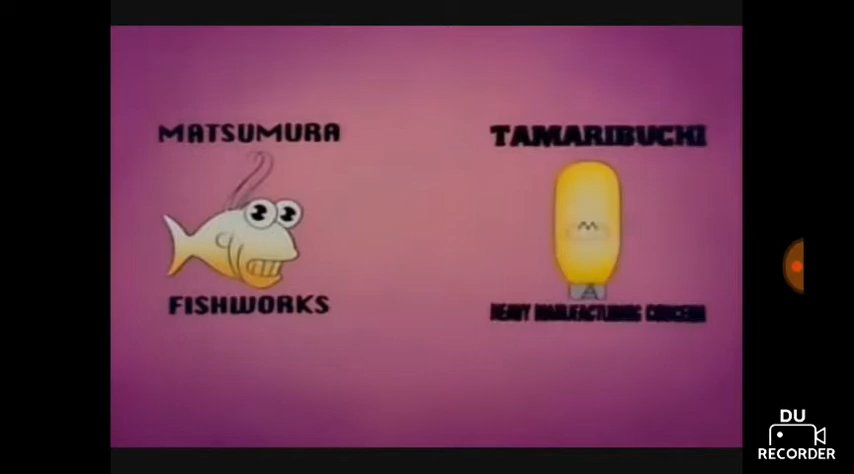 MATSUMURA
FISHWORKS
TAMARIBUCHI
HEAVY MANUFACTURING CONCERN
DU
RECORDER